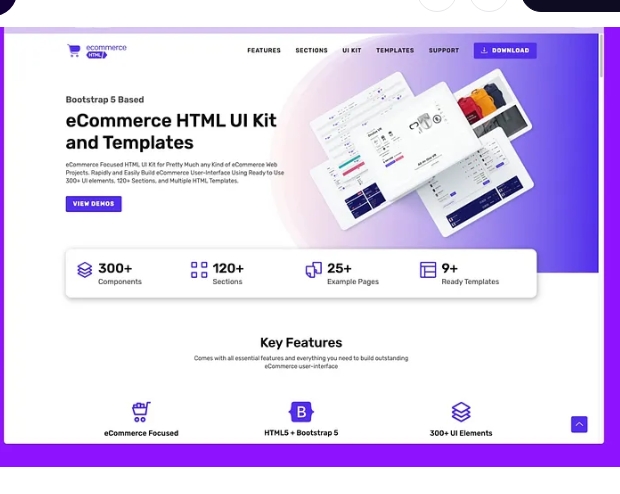 ecommerce
HTML
FEATURES SECTIONS UI KIT TEMPLATES SUPPORT DOWNLOAD
Bootstrap 5 Based
eCommerce HTML UI Kit
and Templates
eCommerce Focused HTML UI Kit for Pretty Much any Kind of eCommerce Web
Projects. Rapidly and Easily Build eCommerce User-Interface Using Ready to Use
300+ UI elements, 120+ Sections, and Multiple HTML Templates.
VIEW DEMOS
300+ 120+ 25+ 9+
Components Sections Example Pages Ready Templates
Key Features
Comes with all essential features and everything you need to build outstanding
eCommerce user-interface
B
eCommerce Focused HTML5 + Bootstrap 5 300+ UI Elements